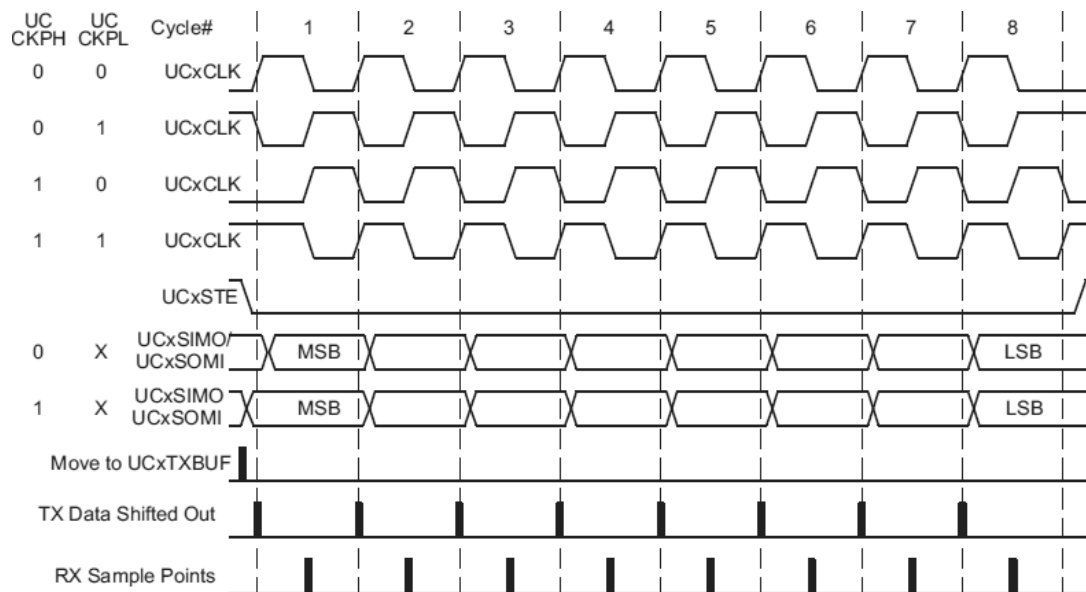 UC CKPH UC CKPL Cycle# 1 2 3 4 5 6 7 8
0 0 UCxCLK
0 1 UCxCLK
1 0 UCxCLK
1 1 UCxCLK
UCxSTE
0 X UCxSIMO/ UCxSOMI MSB LSB
1 X UCxSIMO UCxSOMI MSB LSB
Move to UCxTXBUF
TX Data Shifted Out
RX Sample Points